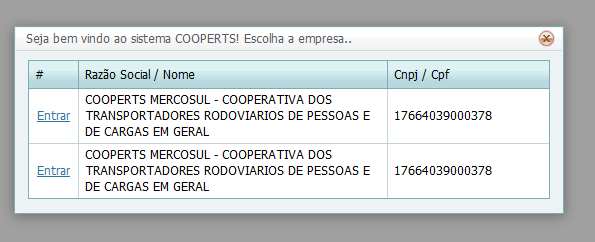 Seja bem vindo ao sistema COOPERTS! Escolha a empresa..
# Razão Social / Nome Cnpj / Cpf
COOPERTS MERCOSUL - COOPERATIVA DOS
Entrar TRANSPORTADORES RODOVIARIOS DE PESSOAS E 17664039000378
DE CARGAS EM GERAL
COOPERTS MERCOSUL - COOPERATIVA DOS
Entrar TRANSPORTADORES RODOVIARIOS DE PESSOAS E 17664039000378
DE CARGAS EM GERAL